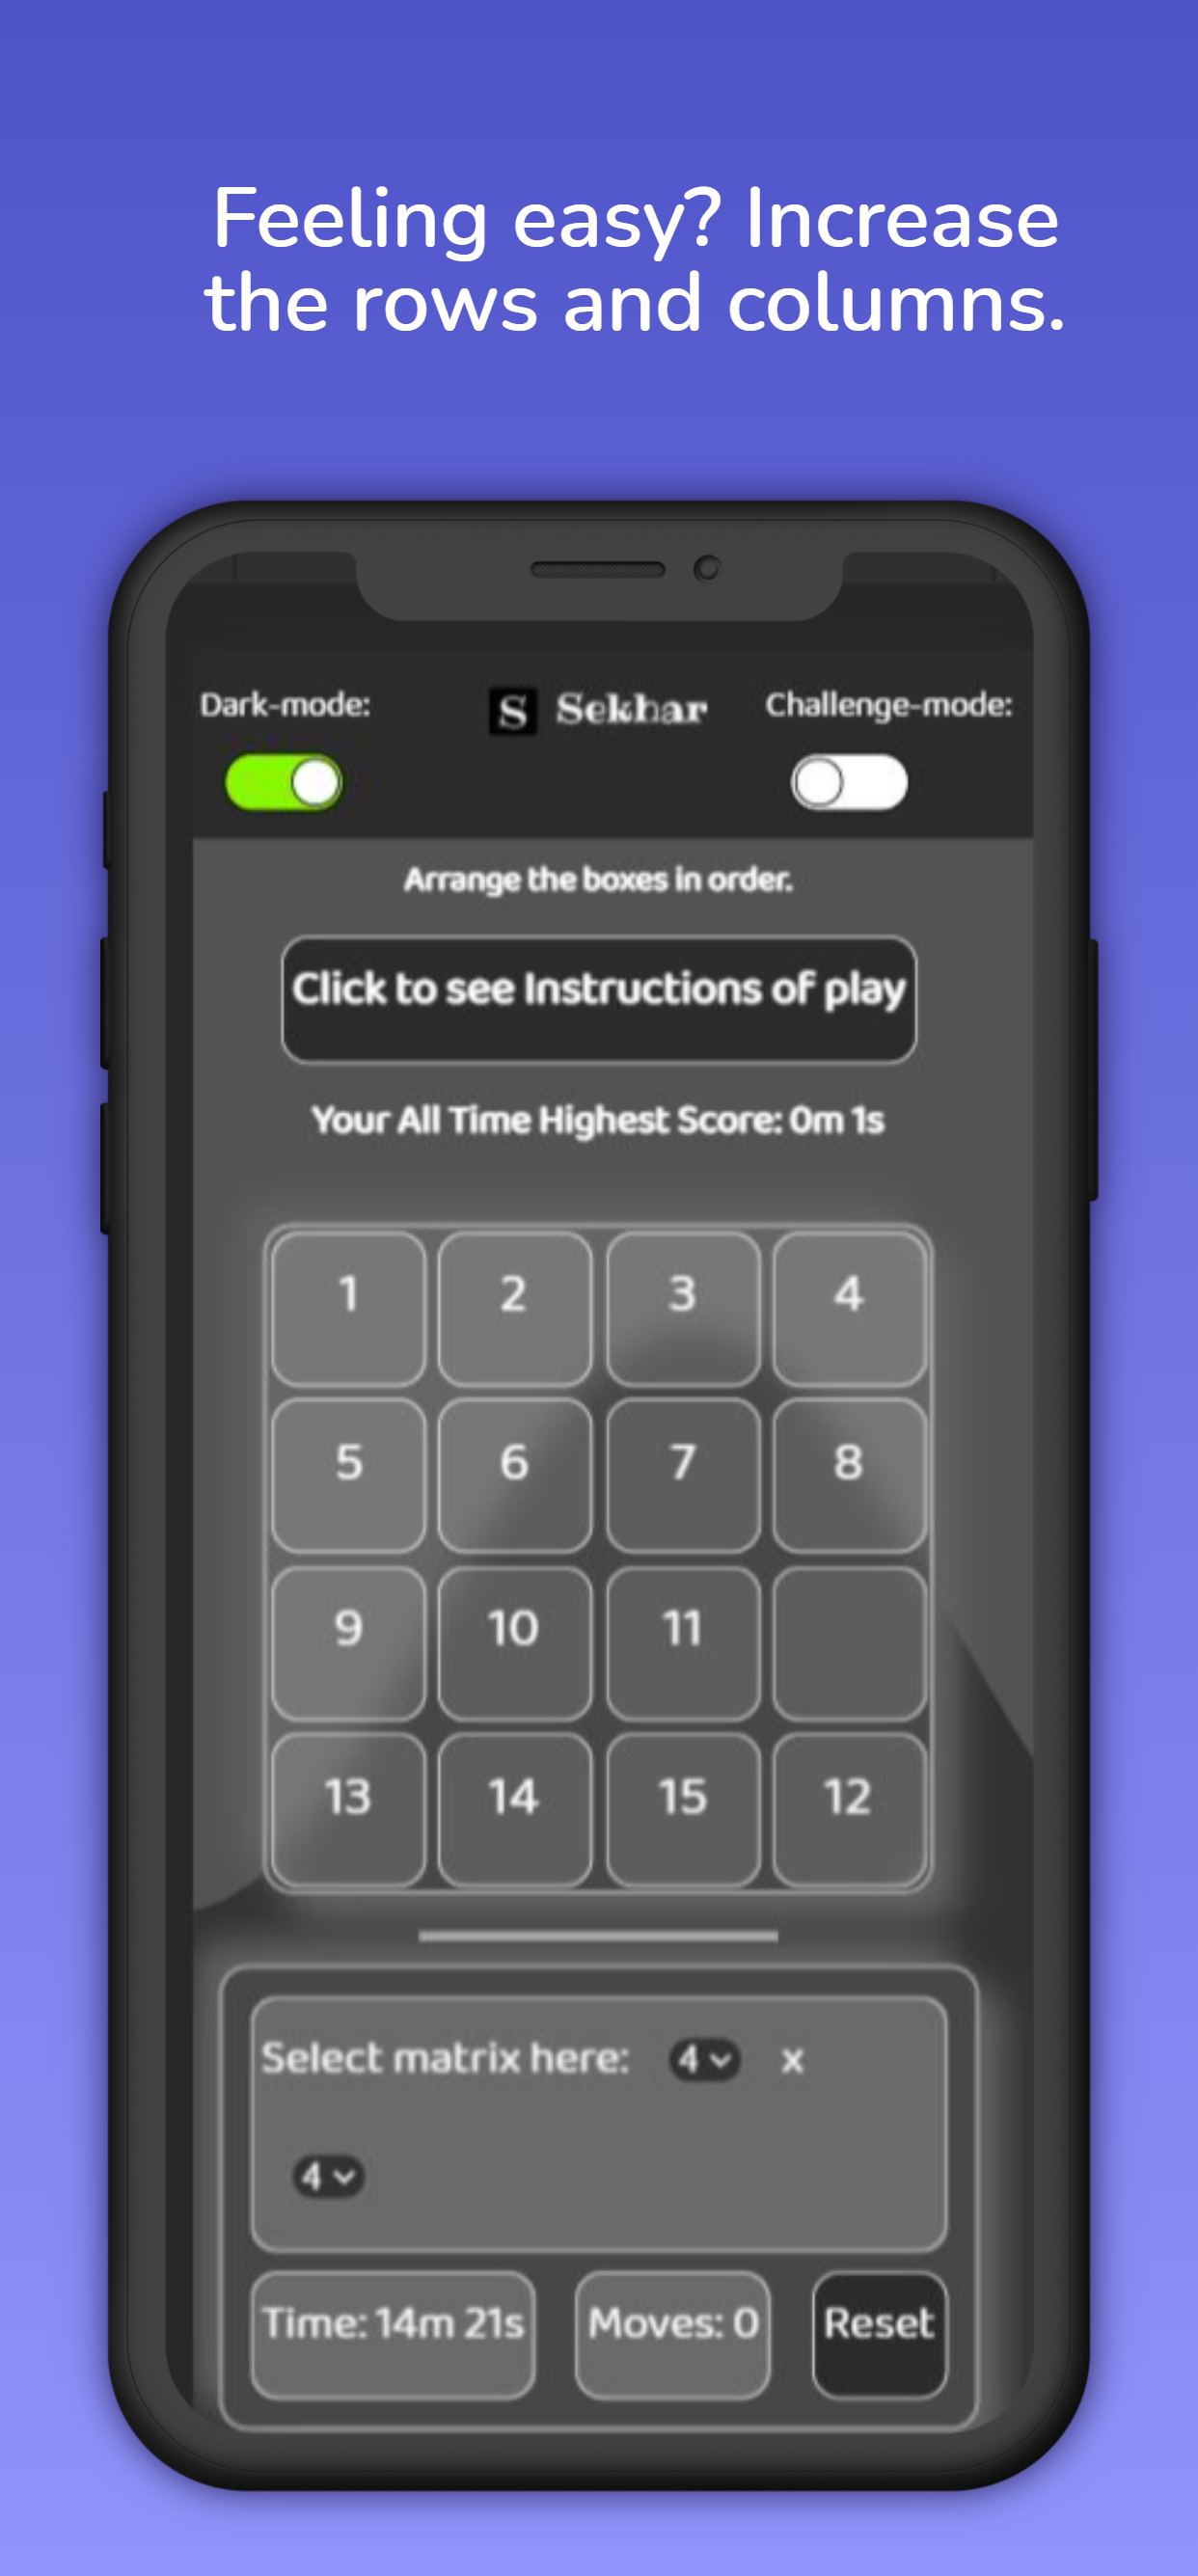 Feeling easy? Increase
the rows and columns.
Dark-mode:
S Sekhar
Challenge-mode:
Arrange the boxes in order.
Click to see Instructions of play
Your All Time Highest Score: 0m 1s
1 2 3 4
5 6 7 8
9 10 11
13 14 15 12
Select matrix here: 4 x
4
Time: 14m 21s Moves: 0 Reset